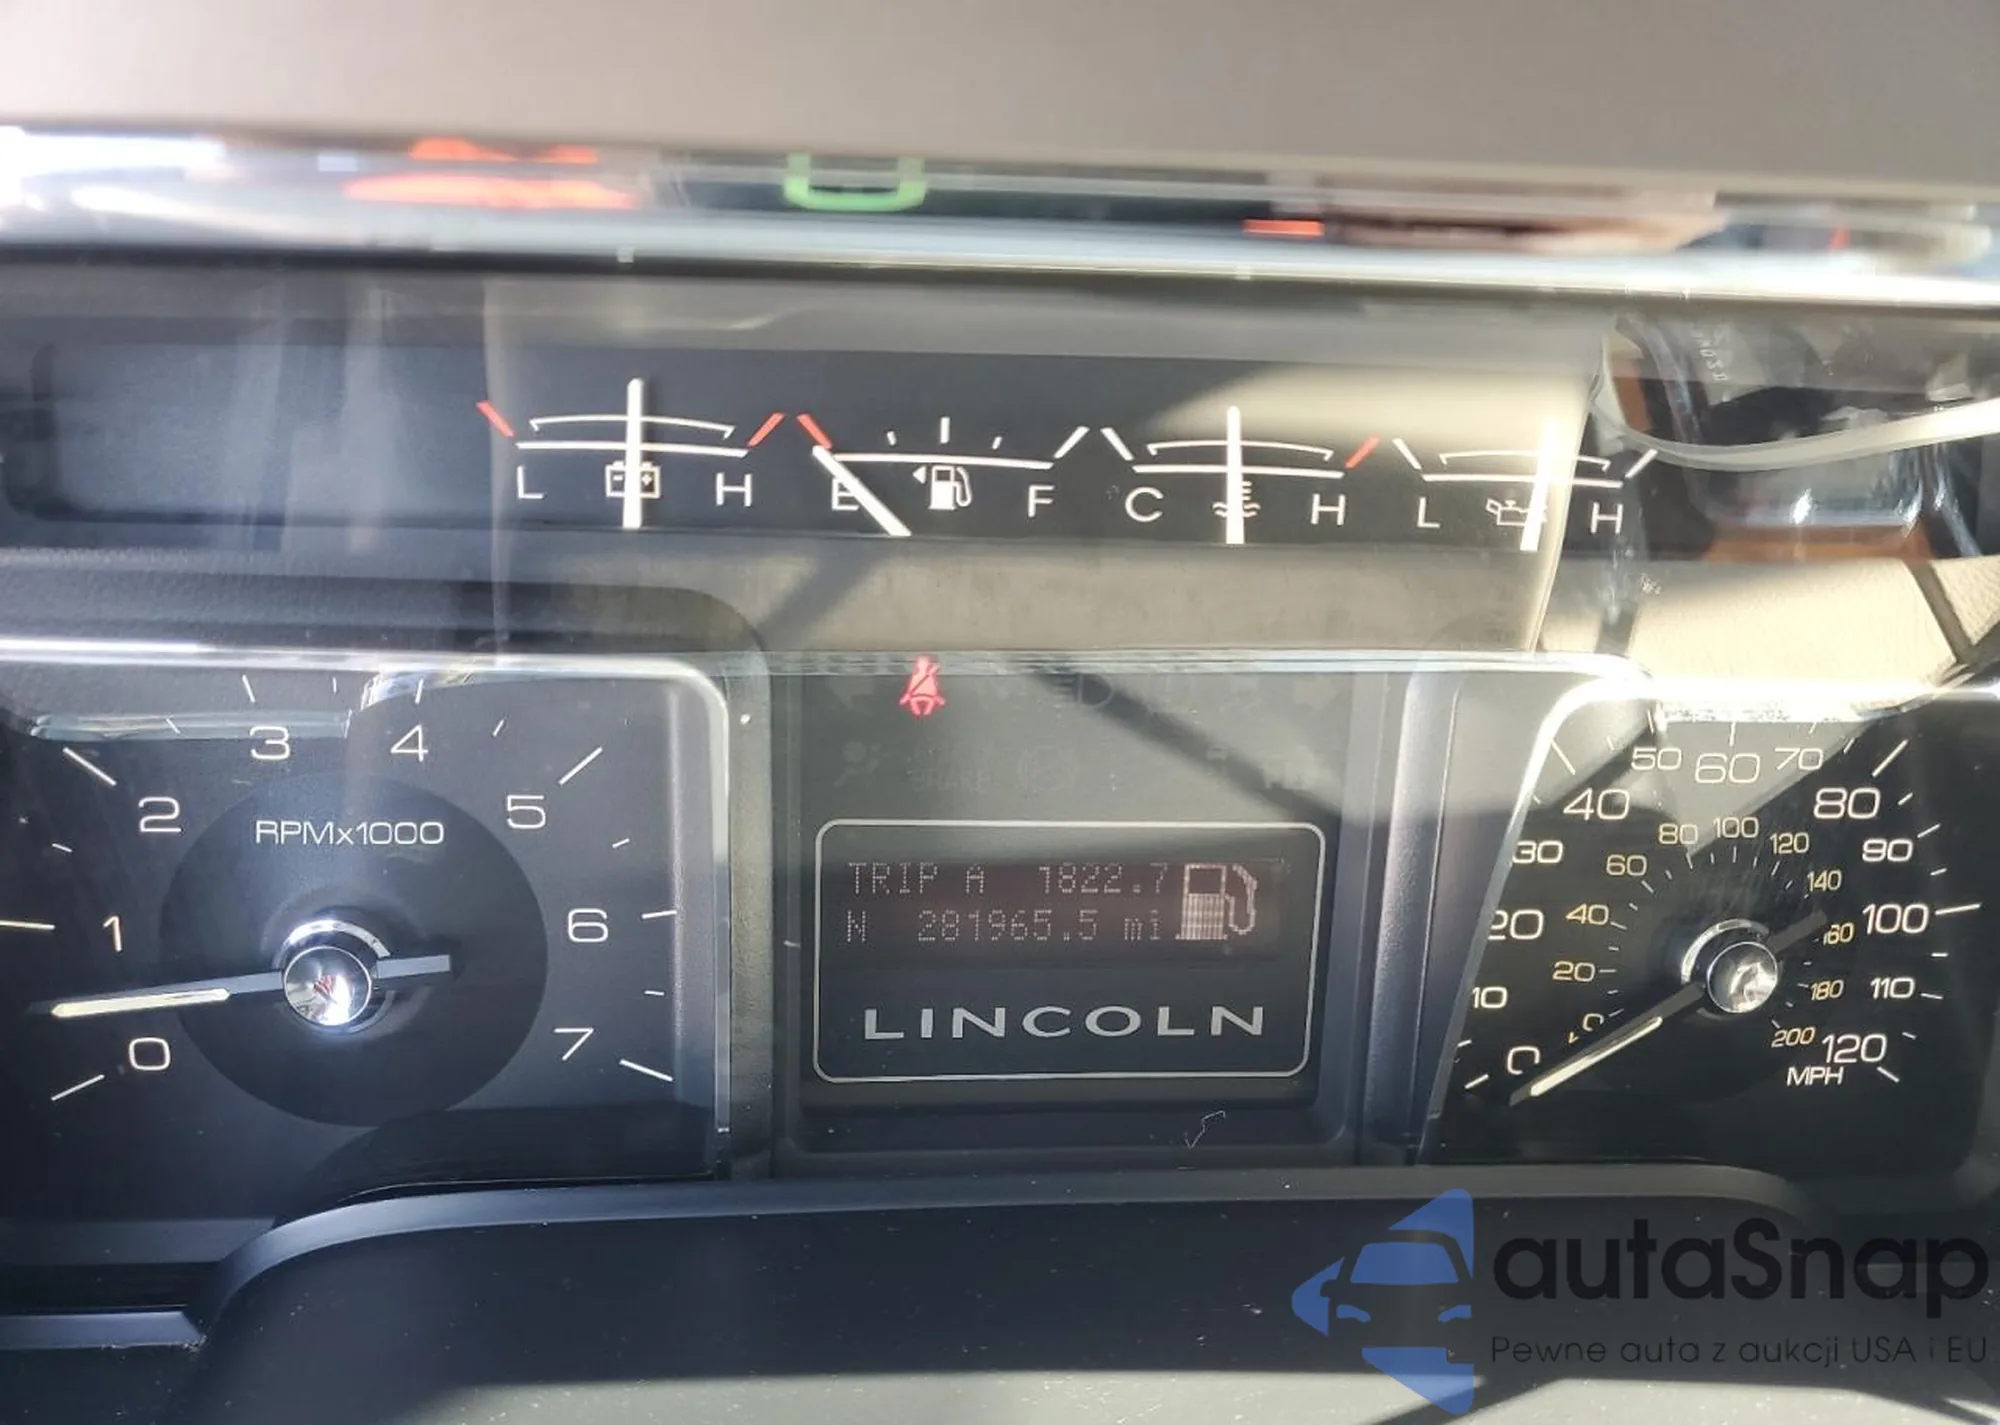 L H E F C H L H
3 4
2 5
RPMx1000
1 6
0 7
50 60 70
40 80
30 90
20 100
10 110
0 120
MPH
80 100 120
60 140
40 160
20 180
0 200
TRIP A 1822.7
N 281965.5 mi
LINCOLN
autaSnap
Pewne auta z aukcji USA i EU